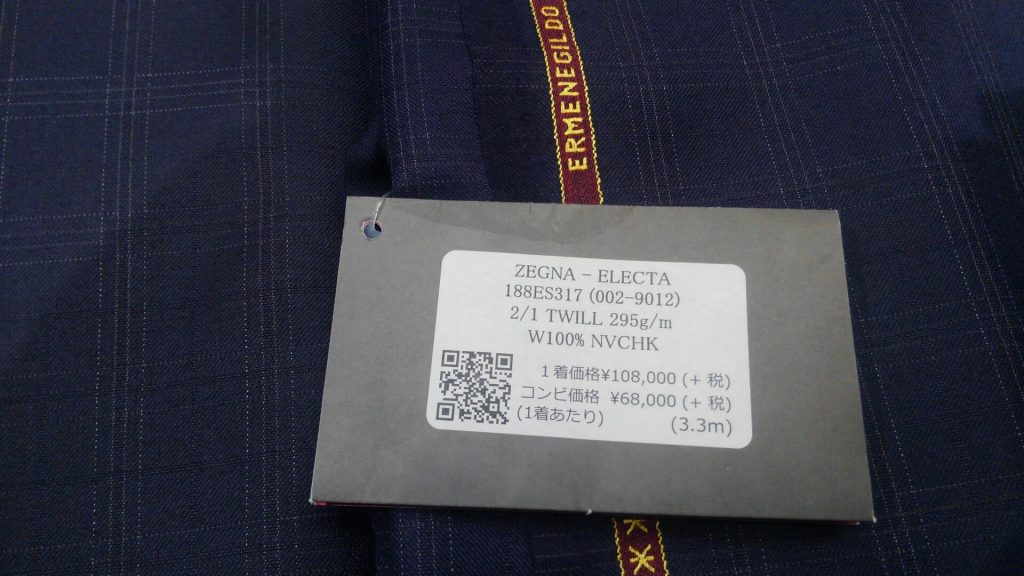 ERMENEGILDO
ZEGNA - ELECTA
188ES317 (002-9012)
2/1 TWILL 295g/m
W100% NVCHK
1着価格¥108,000 (+ 税)
コンビ価格 ¥68,000 (+ 税)
(1着あたり) (3.3m)
**